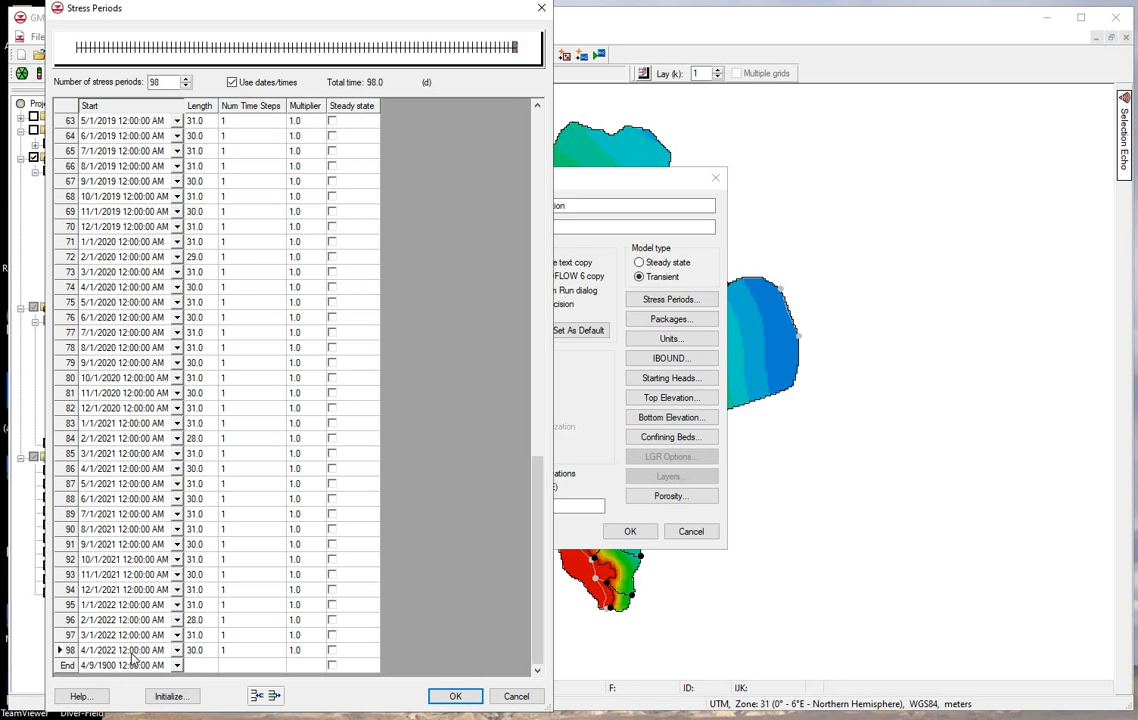 Stress Periods
GM
File
Number of stress periods: 98
Use dates/times
Total time: 98.0
(d)
Start Length Num Time Steps Multiplier Steady state
63 5/1/2019 12:00:00 AM 31.0 1 1.0
64 6/1/2019 12:00:00 AM 30.0 1 1.0
65 7/1/2019 12:00:00 AM 31.0 1 1.0
66 8/1/2019 12:00:00 AM 31.0 1 1.0
67 9/1/2019 12:00:00 AM 30.0 1 1.0
68 10/1/2019 12:00:00 AM 31.0 1 1.0
69 11/1/2019 12:00:00 AM 30.0 1 1.0
70 12/1/2019 12:00:00 AM 31.0 1 1.0
71 1/1/2020 12:00:00 AM 31.0 1 1.0
72 2/1/2020 12:00:00 AM 29.0 1 1.0
73 3/1/2020 12:00:00 AM 31.0 1 1.0
74 4/1/2020 12:00:00 AM 30.0 1 1.0
75 5/1/2020 12:00:00 AM 31.0 1 1.0
76 6/1/2020 12:00:00 AM 30.0 1 1.0
77 7/1/2020 12:00:00 AM 31.0 1 1.0
78 8/1/2020 12:00:00 AM 31.0 1 1.0
79 9/1/2020 12:00:00 AM 30.0 1 1.0
80 10/1/2020 12:00:00 AM 31.0 1 1.0
81 11/1/2020 12:00:00 AM 30.0 1 1.0
82 12/1/2020 12:00:00 AM 31.0 1 1.0
83 1/1/2021 12:00:00 AM 31.0 1 1.0
84 2/1/2021 12:00:00 AM 28.0 1 1.0
85 3/1/2021 12:00:00 AM 31.0 1 1.0
86 4/1/2021 12:00:00 AM 30.0 1 1.0
87 5/1/2021 12:00:00 AM 31.0 1 1.0
88 6/1/2021 12:00:00 AM 30.0 1 1.0
89 7/1/2021 12:00:00 AM 31.0 1 1.0
90 8/1/2021 12:00:00 AM 31.0 1 1.0
91 9/1/2021 12:00:00 AM 30.0 1 1.0
92 10/1/2021 12:00:00 AM 31.0 1 1.0
93 11/1/2021 12:00:00 AM 30.0 1 1.0
94 12/1/2021 12:00:00 AM 31.0 1 1.0
95 1/1/2022 12:00:00 AM 31.0 1 1.0
96 2/1/2022 12:00:00 AM 28.0 1 1.0
97 3/1/2022 12:00:00 AM 31.0 1 1.0
98 4/1/2022 12:00:00 AM 30.0 1 1.0
End 4/9/1900 12:00:00 AM
Help...
Initialize...
OK
Cancel
Proje
Lay (k): 1
Multiple grids
Selection Echo
ion
e text copy
FLOW 6 copy
n Run dialog
cision
Set As Default
zation
ations
E)
Model type
Steady state
Transient
Stress Periods...
Packages...
Units...
IBOUND...
Starting Heads...
Top Elevation...
Bottom Elevation...
Confining Beds...
LGR Options...
Layers...
Porosity...
OK
Cancel
F:
ID:
IJK:
UTM, Zone: 31 (0° - 6°E - Northern Hemisphere), WGS84, meters
TeamViewer
Diver-Field